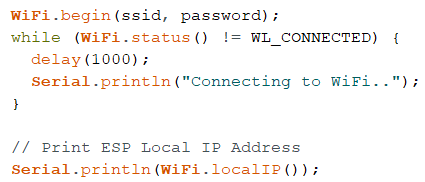 WiFi.begin(ssid, password);
while (WiFi.status() != WL_CONNECTED) {
  delay(1000);
  Serial.println("Connecting to WiFi..");
}

// Print ESP Local IP Address
Serial.println(WiFi.localIP());